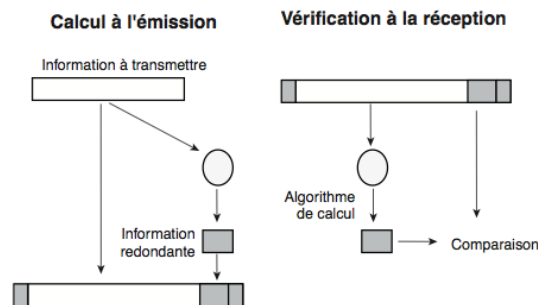 Calcul à l'émission
Information à transmettre
Information
redondante
Vérification à la réception
Algorithme
de calcul
Comparaison